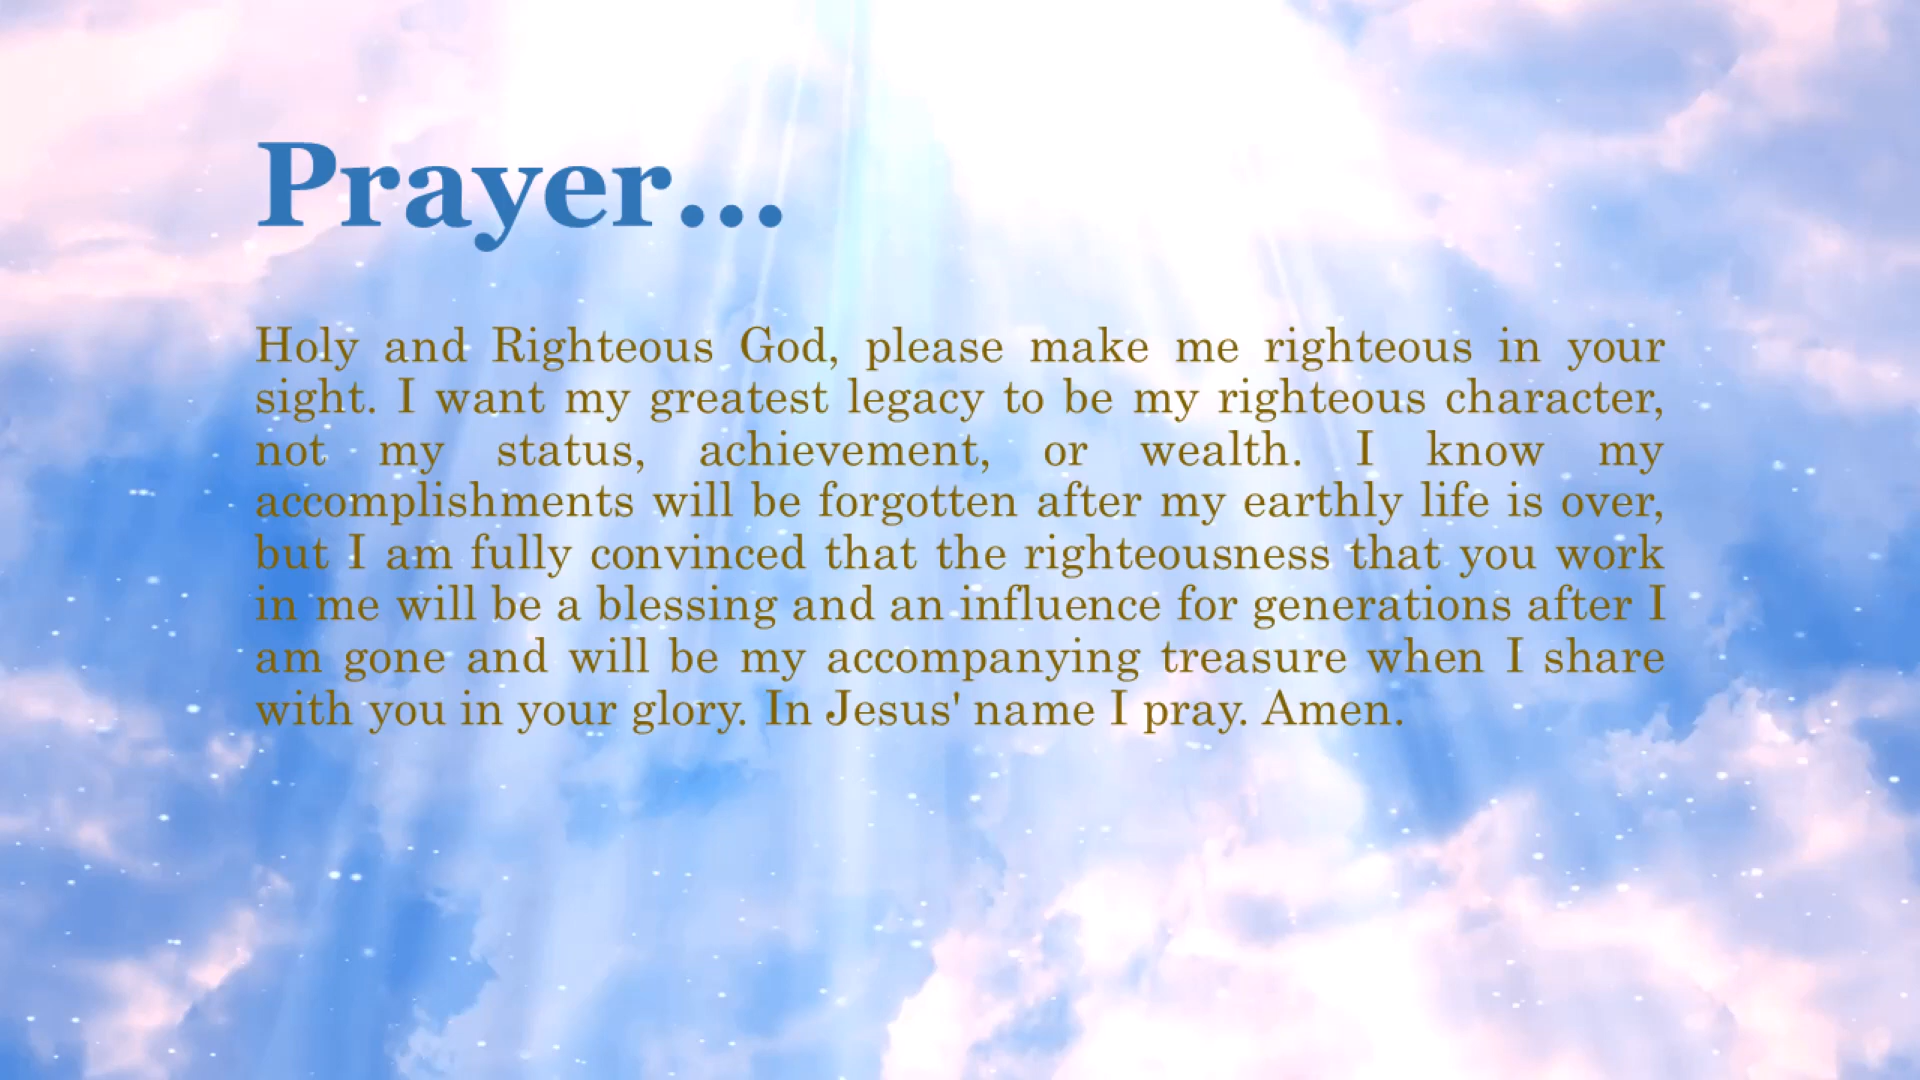 Prayer...
Holy and Righteous God, please make me righteous in your
sight. I want my greatest legacy to be my righteous character,
not my status, achievement, or wealth. I know my
accomplishments will be forgotten after my earthly life is over,
but I am fully convinced that the righteousness that you work
in me will be a blessing and an influence for generations after I
am gone and will be my accompanying treasure when I share
with you in your glory. In Jesus' name I pray. Amen.